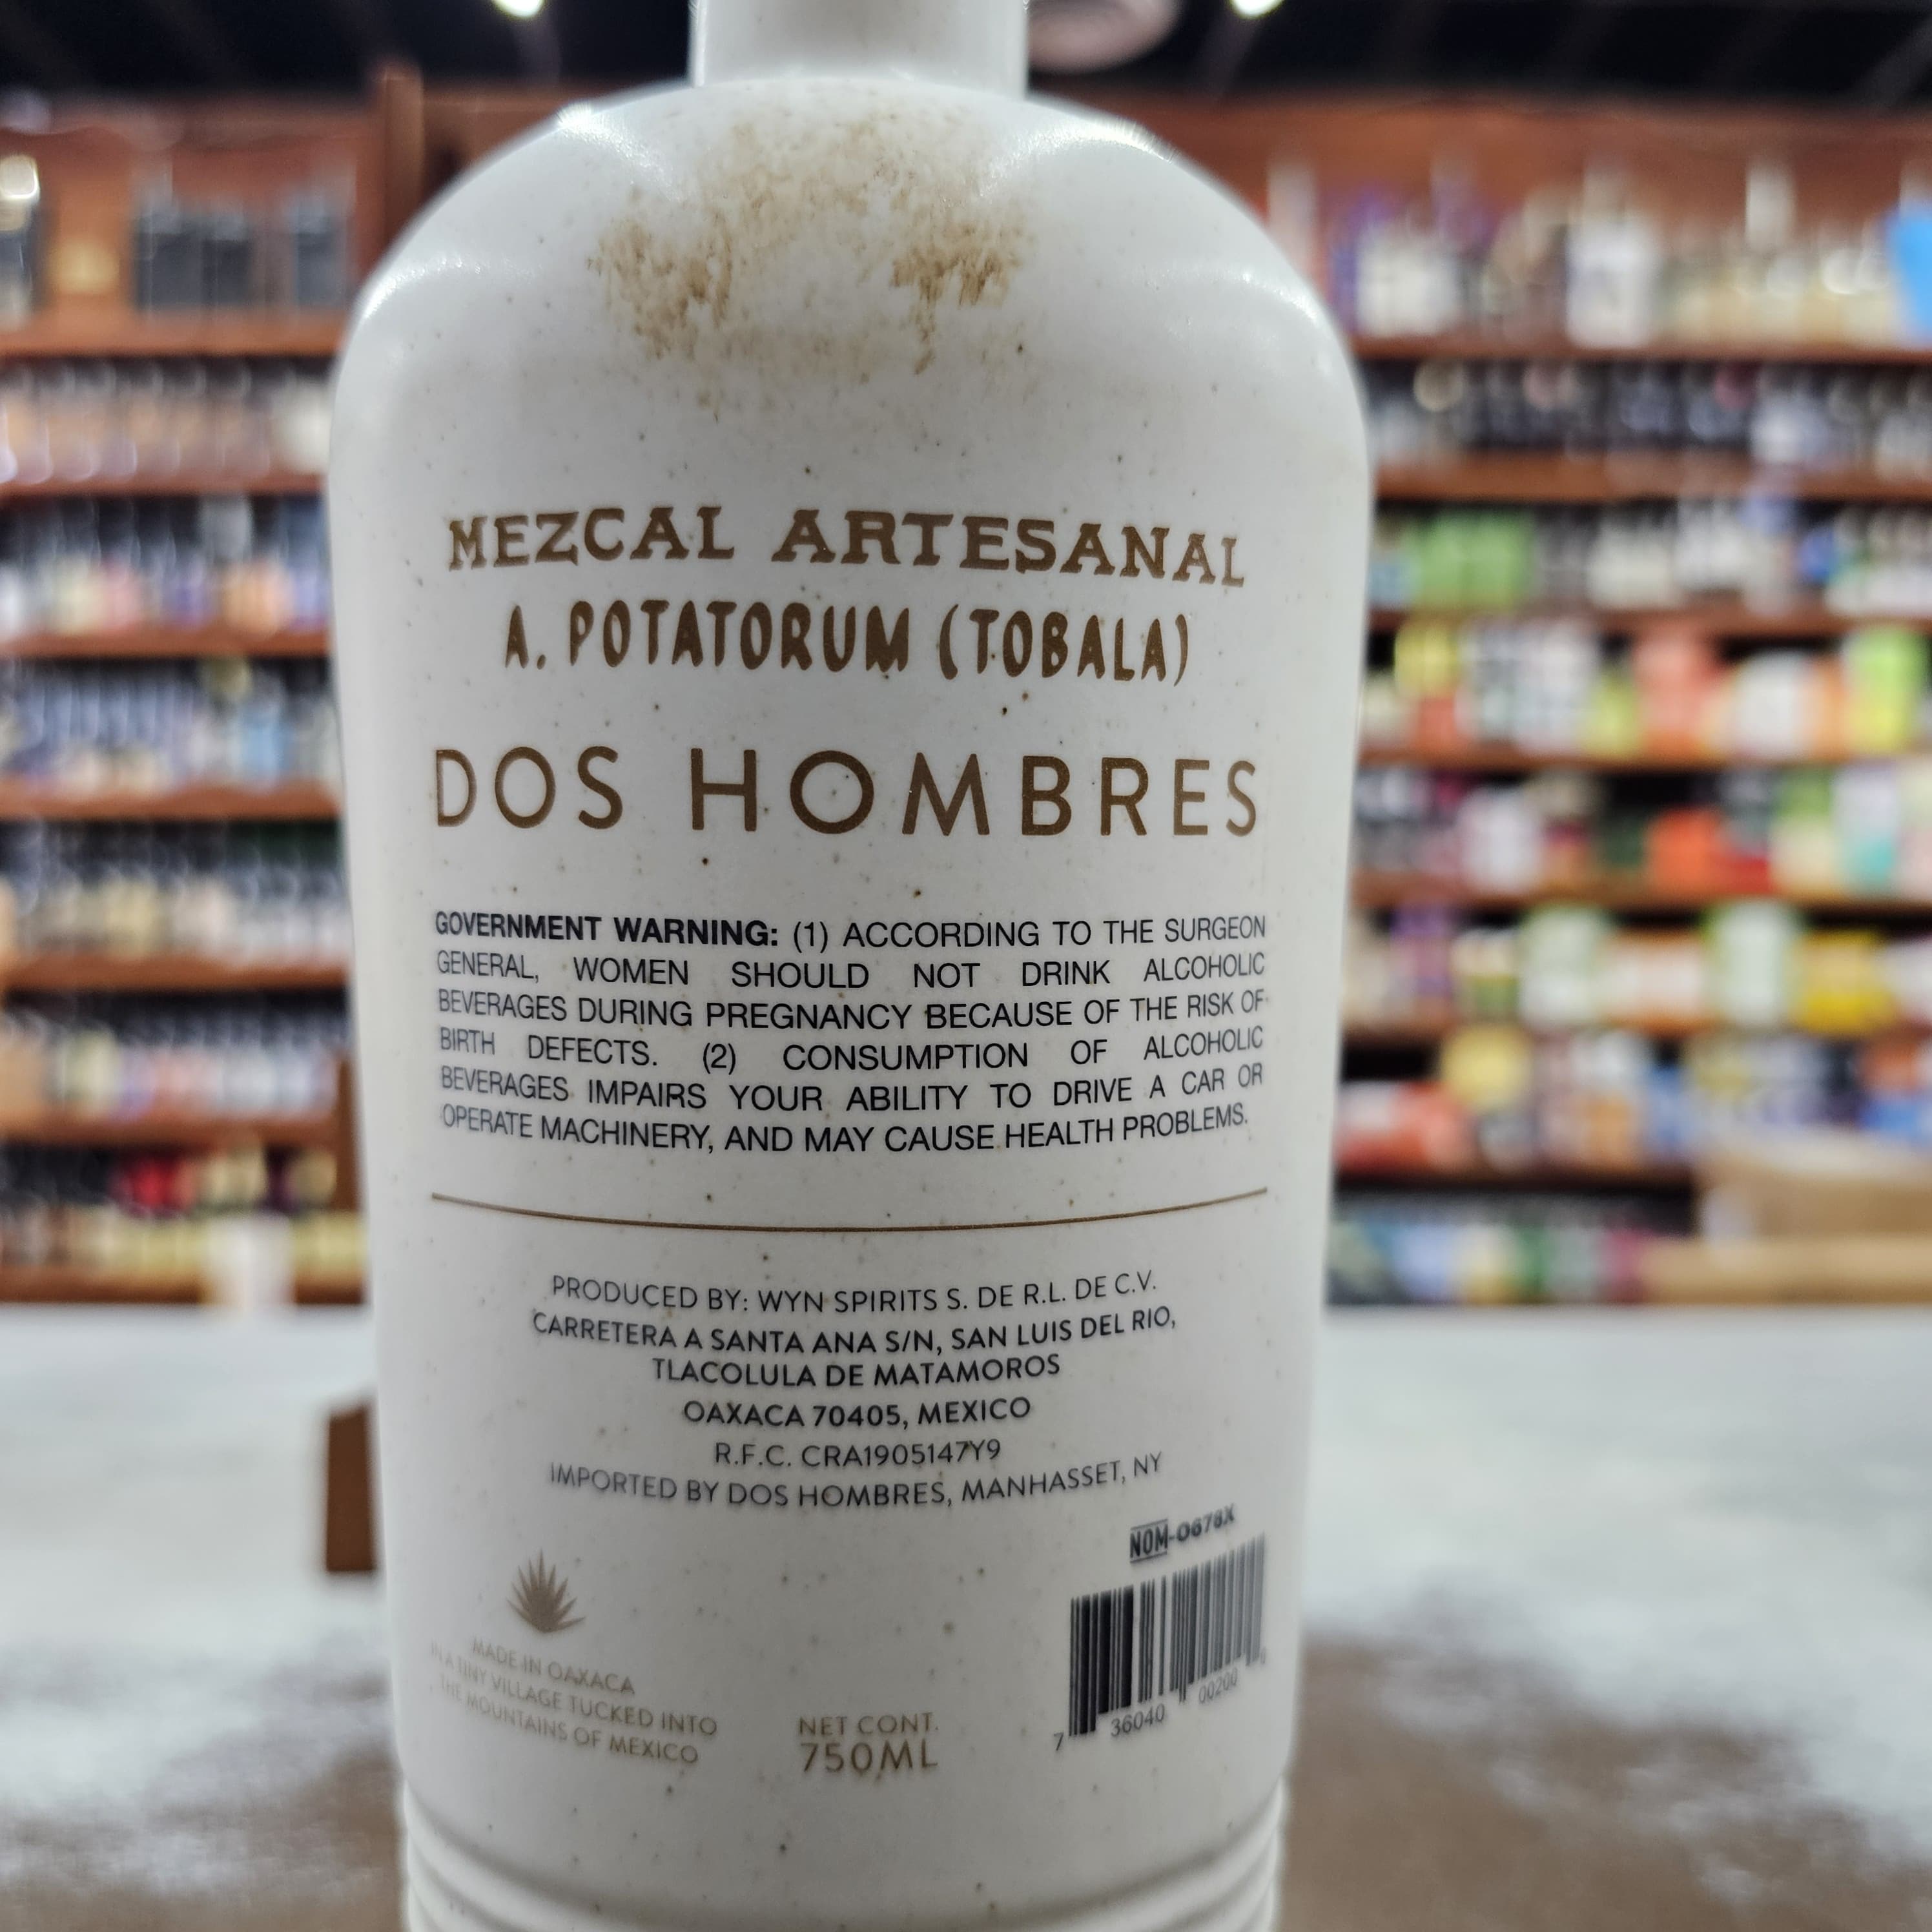 MEZCAL ARTESANAL
A. POTATORUM (TOBALA)
DOS HOMBRES
GOVERNMENT WARNING: (1) ACCORDING TO THE SURGEON
GENERAL, WOMEN SHOULD NOT DRINK ALCOHOLIC
BEVERAGES DURING PREGNANCY BECAUSE OF THE RISK OF
BIRTH DEFECTS. (2) CONSUMPTION OF ALCOHOLIC
BEVERAGES IMPAIRS YOUR ABILITY TO DRIVE A CAR OR
OPERATE MACHINERY, AND MAY CAUSE HEALTH PROBLEMS.
PRODUCED BY: WYN SPIRITS S. DE R.L. DE C.V.
CARRETERA A SANTA ANA S/N, SAN LUIS DEL RIO,
TLACOLULA DE MATAMOROS
OAXACA 70405, MEXICO
R.F.C. CRA1905147Y9
IMPORTED BY DOS HOMBRES, MANHASSET, NY
NOM-O678X
MADE IN OAXACA
IN A TINY VILLAGE TUCKED INTO
THE MOUNTAINS OF MEXICO
NET CONT.
750ML
7 36040 00200